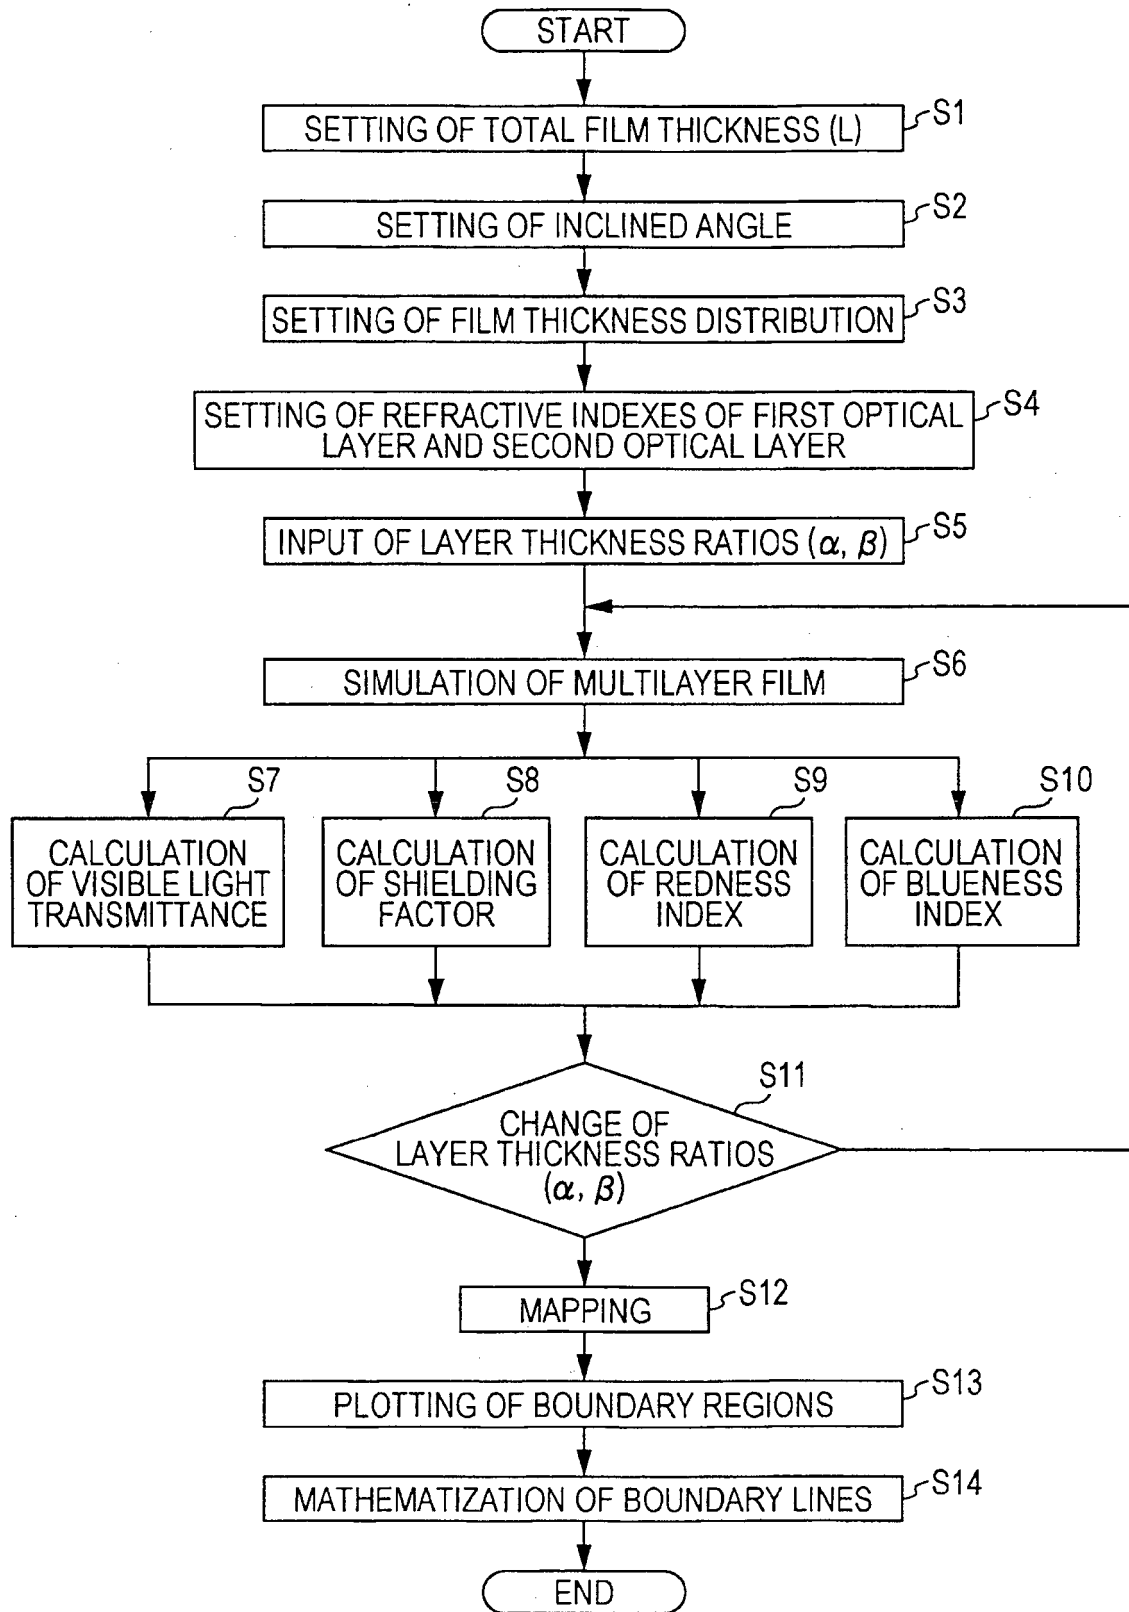 START
S1
SETTING OF TOTAL FILM THICKNESS (L)
S2
SETTING OF INCLINED ANGLE
S3
SETTING OF FILM THICKNESS DISTRIBUTION
S4
SETTING OF REFRACTIVE INDEXES OF FIRST OPTICAL
LAYER AND SECOND OPTICAL LAYER
S5
INPUT OF LAYER THICKNESS RATIOS (α, β)
S6
SIMULATION OF MULTILAYER FILM
S7
CALCULATION
OF VISIBLE LIGHT
TRANSMITTANCE
S8
CALCULATION
OF SHIELDING
FACTOR
S9
CALCULATION
OF REDNESS
INDEX
S10
CALCULATION
OF BLUENESS
INDEX
S11
CHANGE OF
LAYER THICKNESS RATIOS
(α, β)
S12
MAPPING
S13
PLOTTING OF BOUNDARY REGIONS
S14
MATHEMATIZATION OF BOUNDARY LINES
END